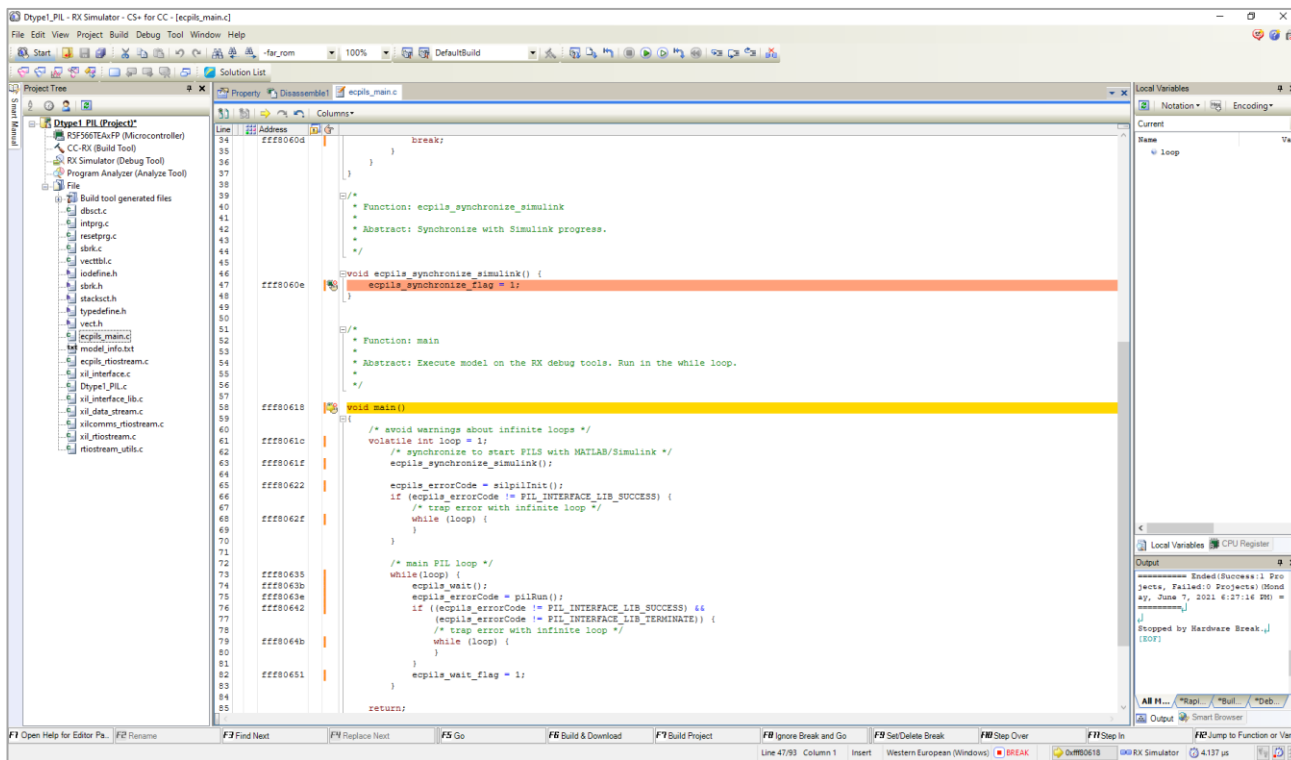 Dtype1_PIL - RX Simulator - CS+ for CC - [ecpils_main.c]
File Edit View Project Build Debug Tool Window Help
Start -far_rom 100% DefaultBuild
Solution List
Smart Manual
Project Tree
Dtype1_PIL (Project)*
R5F566TEAxFP (Microcontroller)
CC-RX (Build Tool)
RX Simulator (Debug Tool)
Program Analyzer (Analyze Tool)
File
Build tool generated files
dbsct.c
intprg.c
resetprg.c
sbrk.c
vecttbl.c
iodefine.h
sbrk.h
stacksct.h
typedefine.h
vect.h
ecpils_main.c
model_info.txt
ecpils_rtiostream.c
xil_interface.c
Dtype1_PIL.c
xil_interface_lib.c
xil_data_stream.c
xilcomms_rtiostream.c
xil_rtiostream.c
rtiostream_utils.c
Property Disassemble1 ecpils_main.c
Columns
Line Address
34 fff8060d break;
35 }
36 }
37 }
38
39 /*
40 * Function: ecpils_synchronize_simulink
41 *
42 * Abstract: Synchronize with Simulink progress.
43 *
44 */
45
46 void ecpils_synchronize_simulink() {
47 fff8060e ecpils_synchronize_flag = 1;
48 }
49
50
51 /*
52 * Function: main
53 *
54 * Abstract: Execute model on the RX debug tools. Run in the while loop.
55 *
56 */
57
58 fff80618 void main()
59 {
60 /* avoid warnings about infinite loops */
61 fff8061c volatile int loop = 1;
62 /* synchronize to start PILS with MATLAB/Simulink */
63 fff8061f ecpils_synchronize_simulink();
64
65 fff80622 ecpils_errorCode = silpilInit();
66 if (ecpils_errorCode != PIL_INTERFACE_LIB_SUCCESS) {
67 /* trap error with infinite loop */
68 fff8062f while (loop) {
69 }
70 }
71
72 /* main PIL loop */
73 fff80635 while(loop) {
74 fff8063b ecpils_wait();
75 fff8063e ecpils_errorCode = pilRun();
76 fff80642 if ((ecpils_errorCode != PIL_INTERFACE_LIB_SUCCESS) &&
77 (ecpils_errorCode != PIL_INTERFACE_LIB_TERMINATE)) {
78 /* trap error with infinite loop */
79 fff8064b while (loop) {
80 }
81 }
82 fff80651 ecpils_wait_flag = 1;
83 }
84
85 return;
Local Variables
Notation Encoding
Current
Name Va
loop
Local Variables CPU Register
Output
========== Ended(Success:1 Pro
jects, Failed:0 Projects)(Mond
ay, June 7, 2021 6:27:16 PM) =
=========
Stopped by Hardware Break.
[EOF]
All M... *Rapi... *Buil... *Deb...
Output Smart Browser
F1 Open Help for Editor Pa... F2 Rename F3 Find Next F4 Replace Next F5 Go F6 Build & Download F7 Build Project F8 Ignore Break and Go F9 Set/Delete Break F10 Step Over F11 Step In F12 Jump to Function or Var
Line 47/93 Column 1 Insert Western European (Windows) BREAK 0xfff80618 RX Simulator 4.137 µs